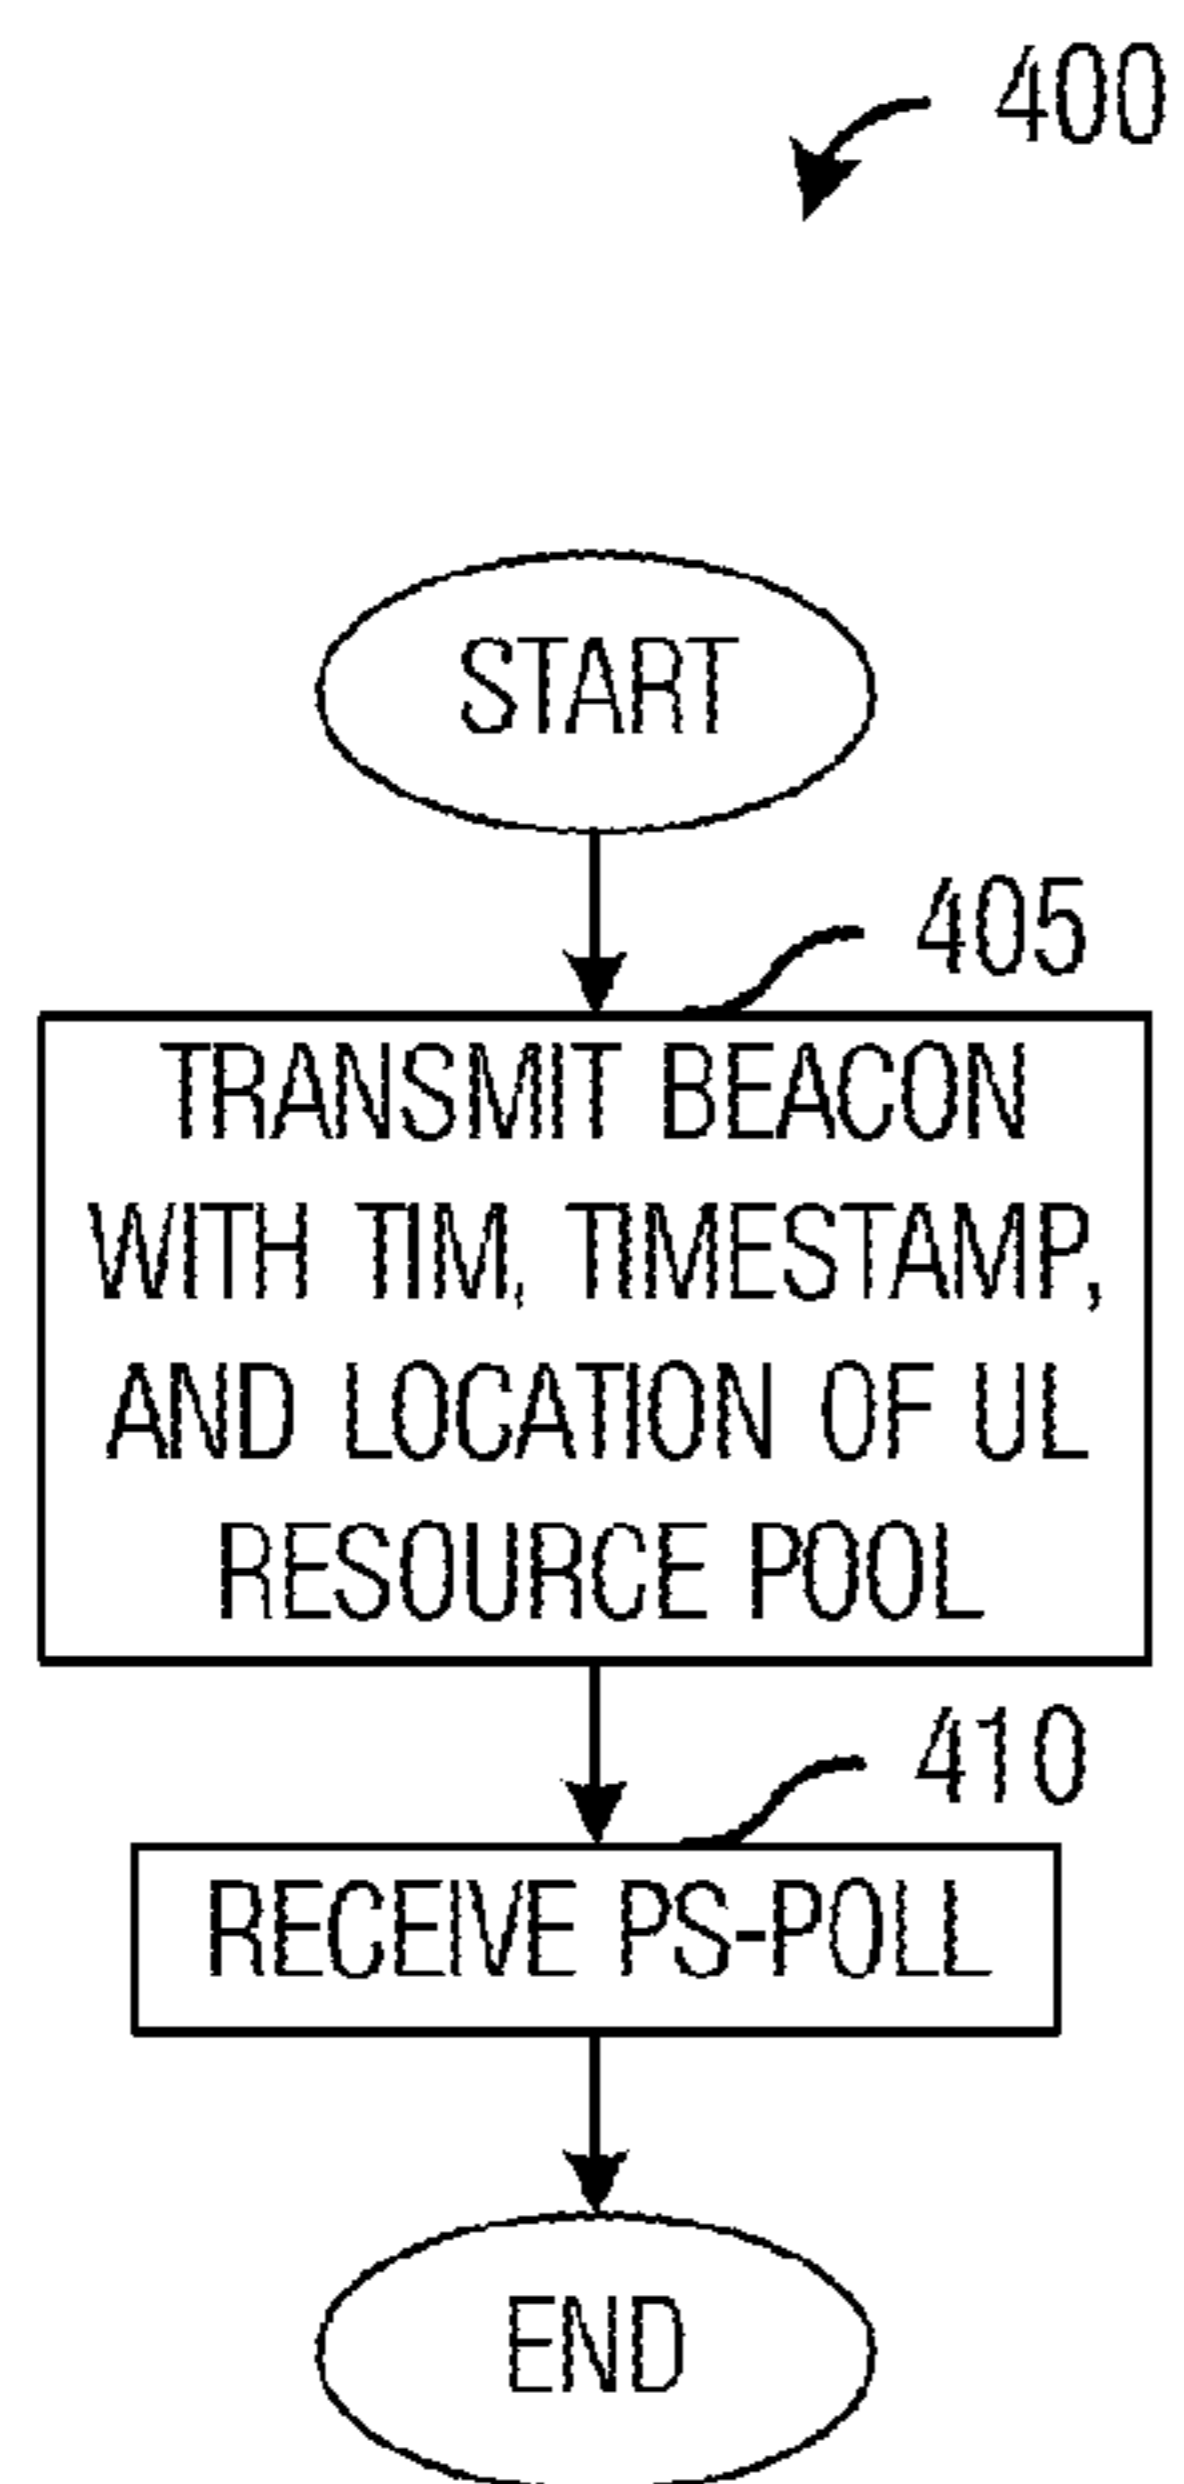 400
START
405
TRANSMIT BEACON
WITH TIM, TIMESTAMP,
AND LOCATION OF UL
RESOURCE POOL
410
RECEIVE PS-POLL
END